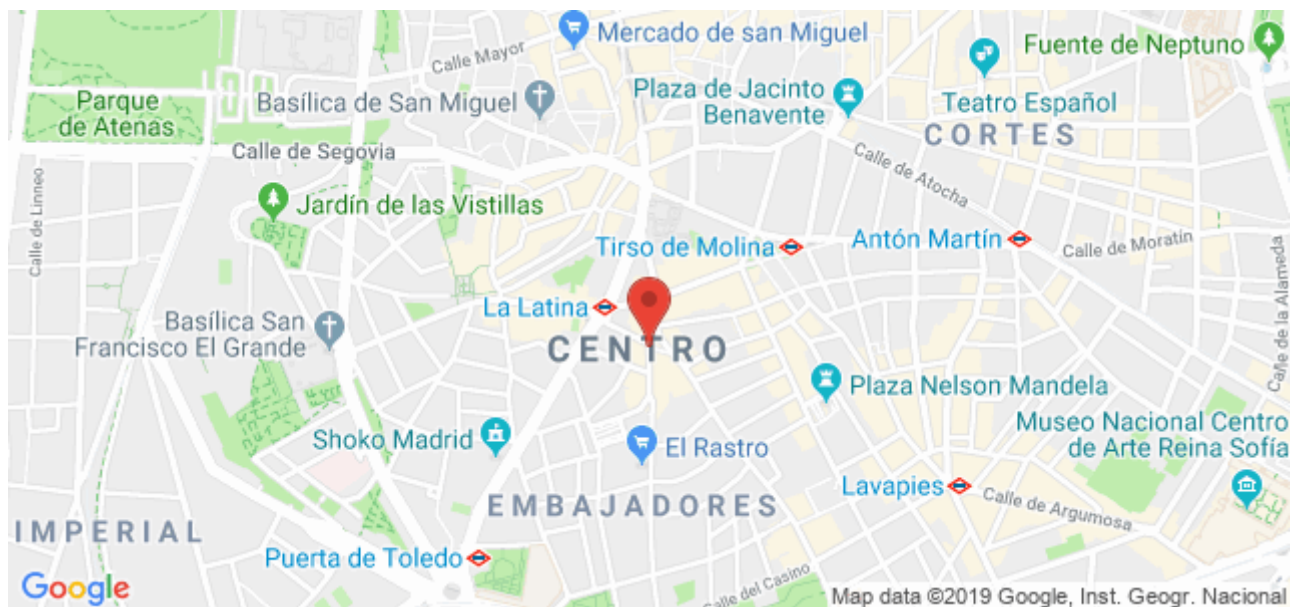 Mercado de san Miguel
Fuente de Neptuno
Calle Mayor
Plaza de Jacinto
Benavente
Teatro Español
Parque
de Atenas
Basílica de San Miguel
CORTES
Calle de Segovia
Calle de Atocha
Calle de Linneo
Jardín de las Vistillas
Tirso de Molina
Antón Martín
Calle de Moratín
Calle de la Alameda
La Latina
Basílica San
Francisco El Grande
CENTRO
Plaza Nelson Mandela
Museo Nacional Centro
de Arte Reina Sofía
Shoko Madrid
El Rastro
Lavapies
Calle de Argumosa
EMBAJADORES
IMPERIAL
Puerta de Toledo
Calle del Casino
Google
Map data ©2019 Google, Inst. Geogr. Nacional